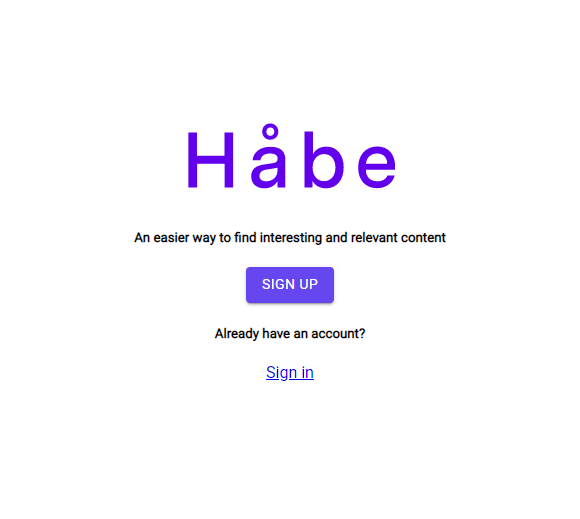 Håbe
An easier way to find interesting and relevant content
SIGN UP
Already have an account?
Sign in